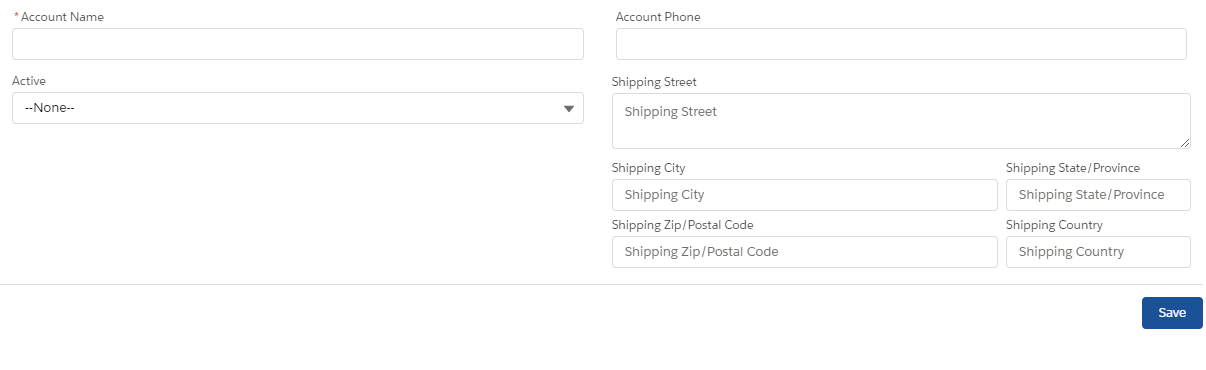 *Account Name
Account Phone
Active
--None--
Shipping Street
Shipping Street
Shipping City
Shipping State/Province
Shipping City
Shipping State/Province
Shipping Zip/Postal Code
Shipping Country
Shipping Zip/Postal Code
Shipping Country
Save